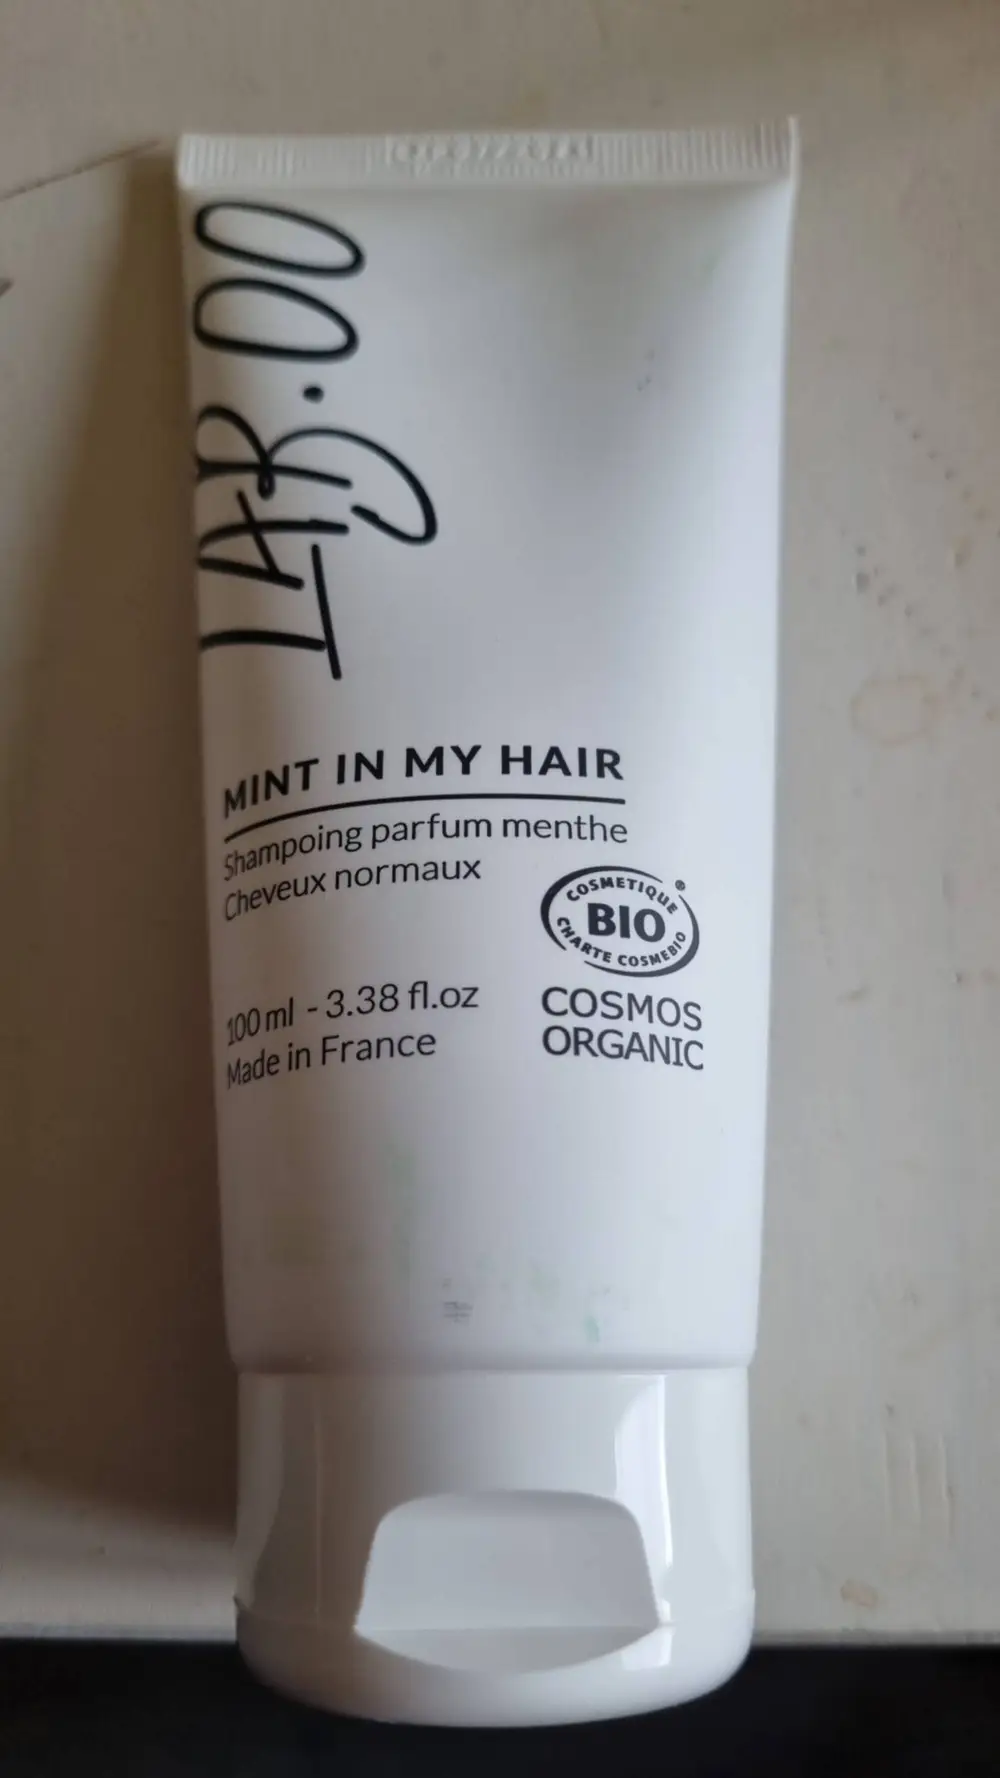 LAB.00
MINT IN MY HAIR
Shampoing parfum menthe
Cheveux normaux
COSMETIQUE ®
BIO
CHARTE COSMEBIO
100 ml - 3.38 fl.oz
Made in France
COSMOS
ORGANIC